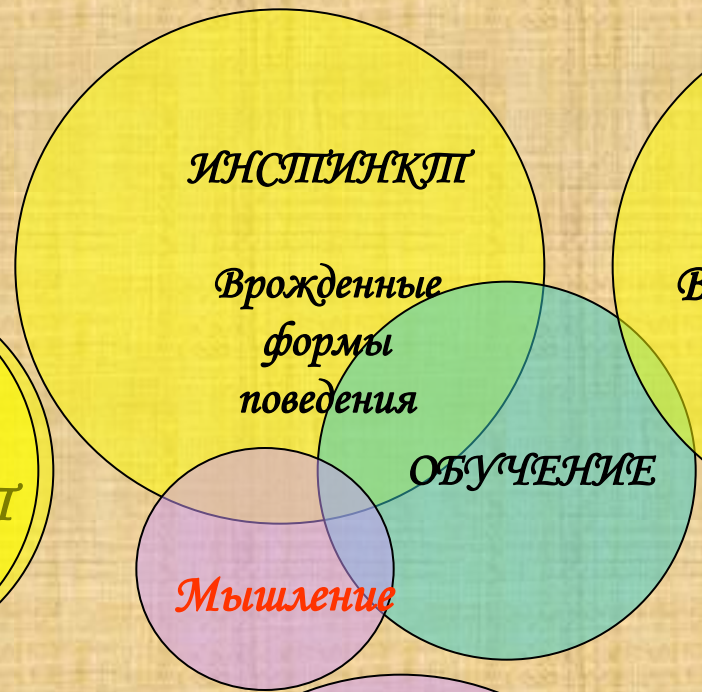 ИНСТИНКТ
Врожденные
формы
поведения
ОБУЧЕНИЕ
Мышление